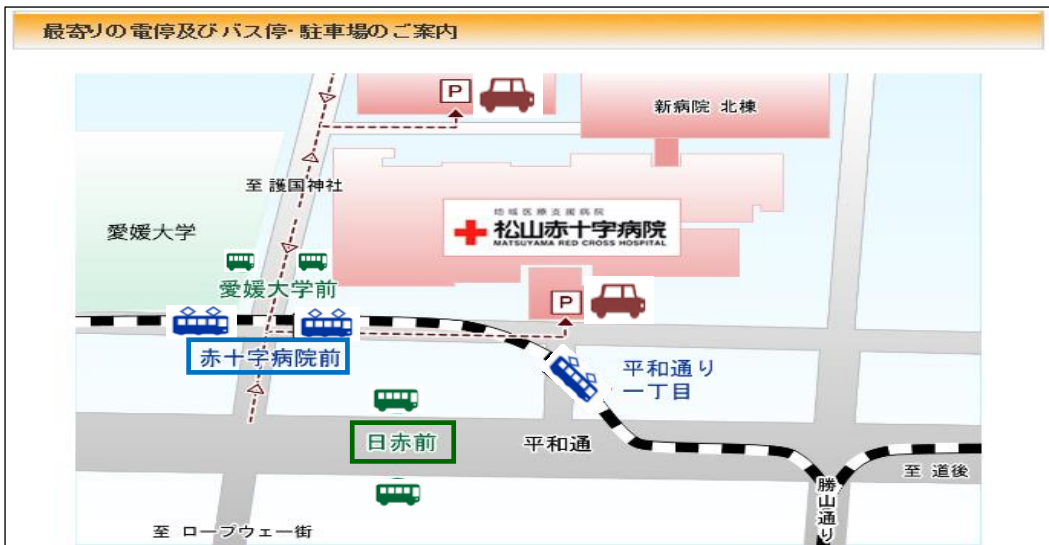 最寄りの電停及びバス停・駐車場のご案内
P
新病院 北棟
至 護国神社
地域医療支援病院
松山赤十字病院
MATSUYAMA RED CROSS HOSPITAL
愛媛大学
愛媛大学前
P
赤十字病院前
平和通り
一丁目
日赤前
平和通
至 道後
勝山通り
至 ロープウェー街